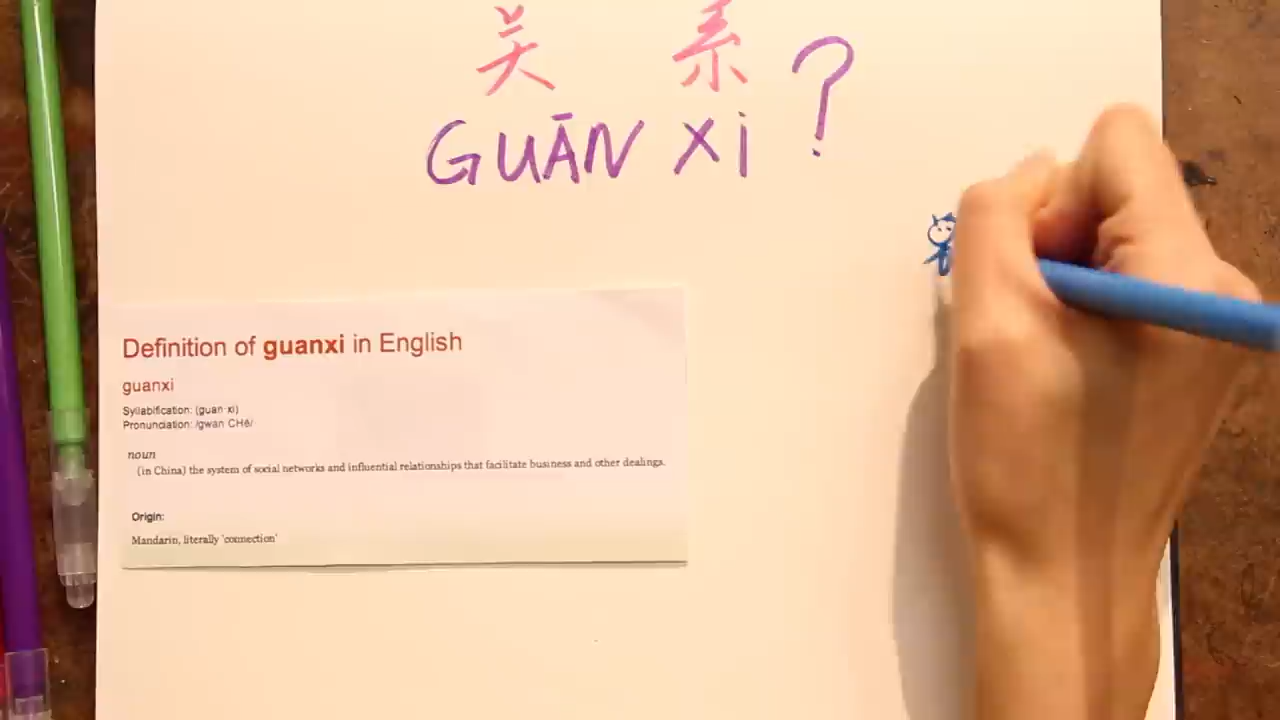 关系?
GUĀN XI
Definition of guanxi in English
guanxi
Syllabification: (guan·xi)
Pronunciation: /gwan CHē/
noun
(in China) the system of social networks and influential relationships that facilitate business and other dealings.
Origin:
Mandarin, literally 'connection'